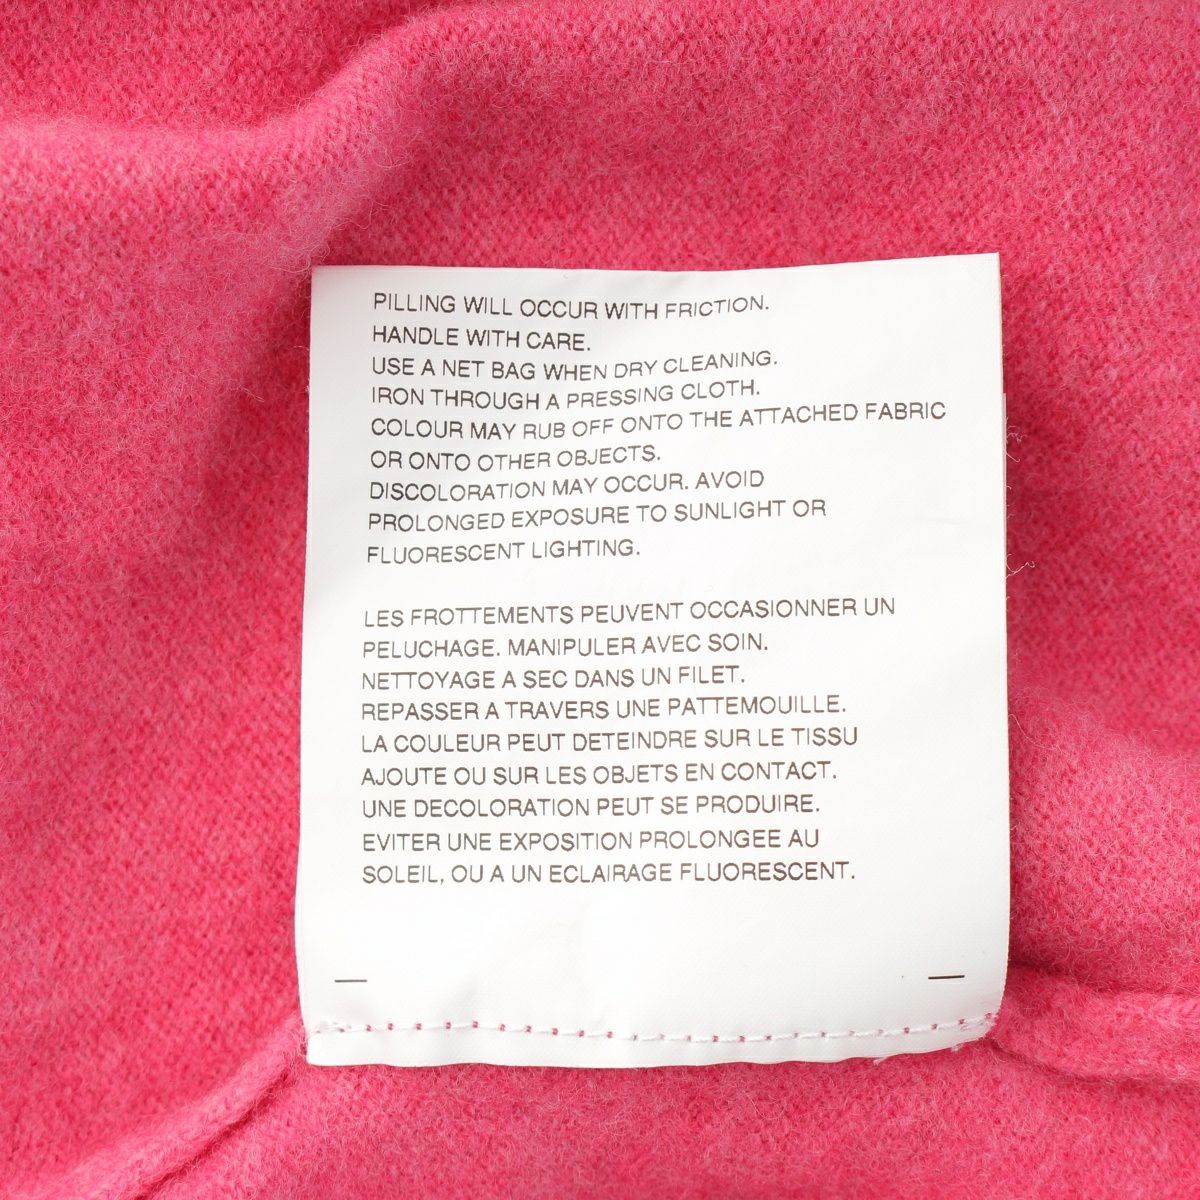 PILLING WILL OCCUR WITH FRICTION.
HANDLE WITH CARE.
USE A NET BAG WHEN DRY CLEANING.
IRON THROUGH A PRESSING CLOTH.
COLOUR MAY RUB OFF ONTO THE ATTACHED FABRIC
OR ONTO OTHER OBJECTS.
DISCOLORATION MAY OCCUR. AVOID
PROLONGED EXPOSURE TO SUNLIGHT OR
FLUORESCENT LIGHTING.
LES FROTTEMENTS PEUVENT OCCASIONNER UN
PELUCHAGE. MANIPULER AVEC SOIN.
NETTOYAGE A SEC DANS UN FILET.
REPASSER A TRAVERS UNE PATTEMOUILLE.
LA COULEUR PEUT DETEINDRE SUR LE TISSU
AJOUTE OU SUR LES OBJETS EN CONTACT.
UNE DECOLORATION PEUT SE PRODUIRE.
EVITER UNE EXPOSITION PROLONGEE AU
SOLEIL, OU A UN ECLAIRAGE FLUORESCENT.